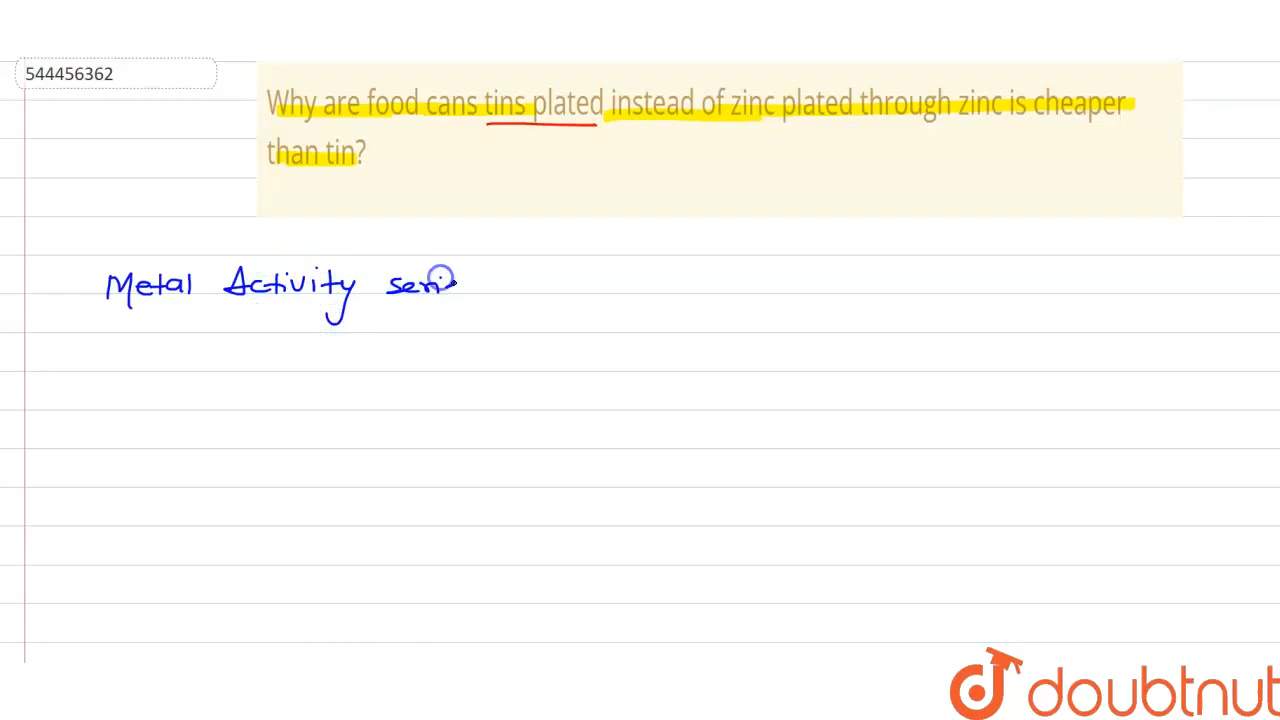 544456362
Why are food cans tins plated instead of zinc plated through zinc is cheaper
than tin?
Metal Activity seri
doubtnut